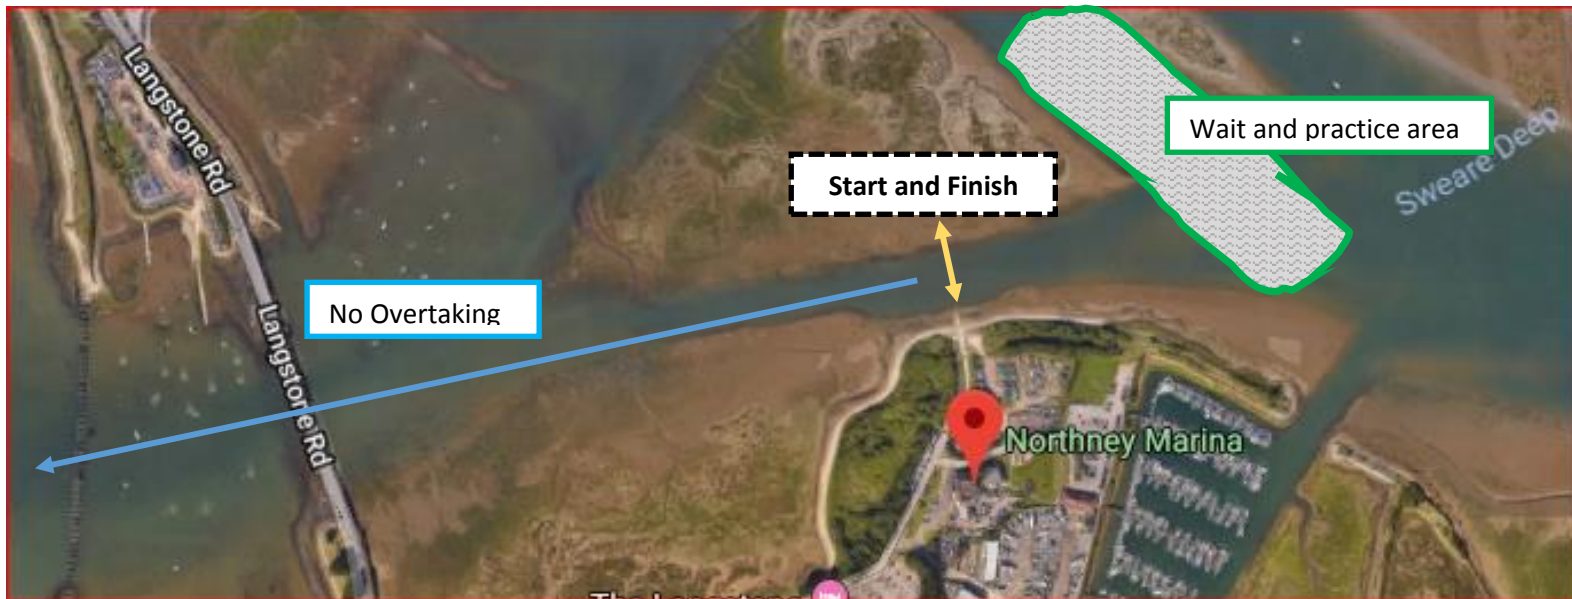 Langstone Rd
Wait and practice area
Sweare Deep
Start and Finish
No Overtaking
Langstone Rd
Northney Marina